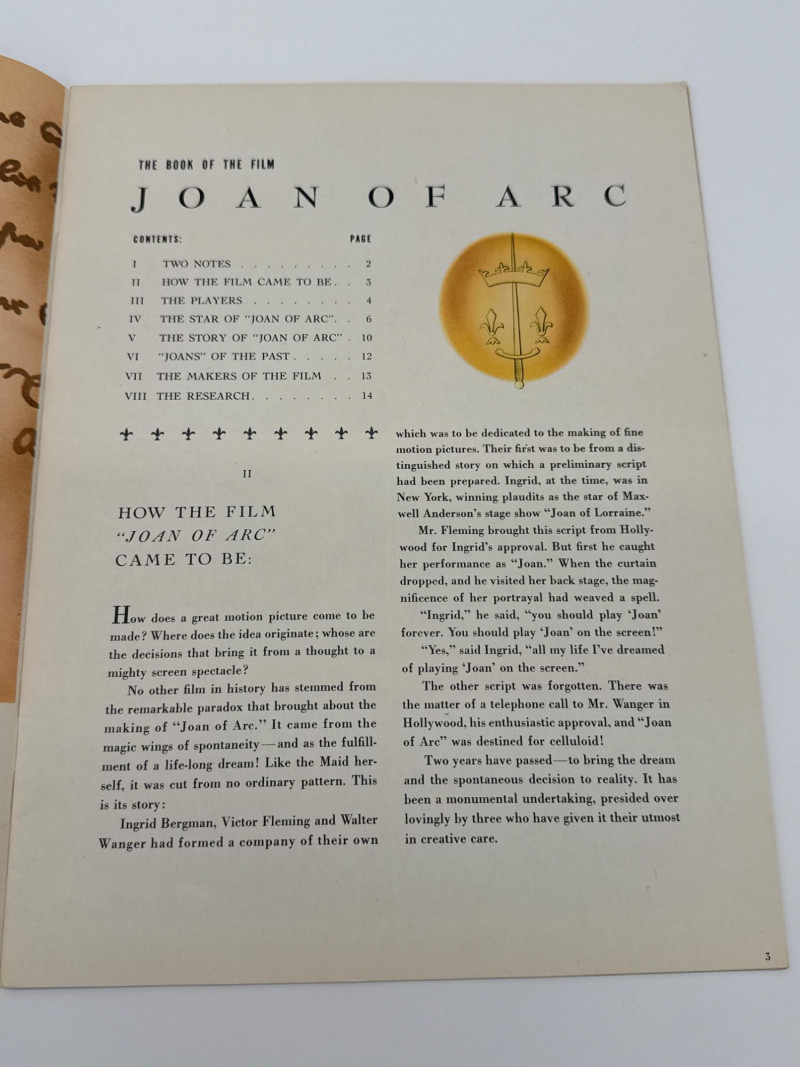 THE BOOK OF THE FILM
JOAN OF ARC
CONTENTS: PAGE
I TWO NOTES . . . . . . . . . 2
II HOW THE FILM CAME TO BE . . 3
III THE PLAYERS . . . . . . . . 4
IV THE STAR OF "JOAN OF ARC" . . 6
V THE STORY OF "JOAN OF ARC" . 10
VI "JOANS" OF THE PAST . . . . . 12
VII THE MAKERS OF THE FILM . . 13
VIII THE RESEARCH . . . . . . . . 14
II
HOW THE FILM
"JOAN OF ARC"
CAME TO BE:
How does a great motion picture come to be
made? Where does the idea originate; whose are
the decisions that bring it from a thought to a
mighty screen spectacle?
No other film in history has stemmed from
the remarkable paradox that brought about the
making of "Joan of Arc." It came from the
magic wings of spontaneity—and as the fulfill-
ment of a life-long dream! Like the Maid her-
self, it was cut from no ordinary pattern. This
is its story:
Ingrid Bergman, Victor Fleming and Walter
Wanger had formed a company of their own
which was to be dedicated to the making of fine
motion pictures. Their first was to be from a dis-
tinguished story on which a preliminary script
had been prepared. Ingrid, at the time, was in
New York, winning plaudits as the star of Max-
well Anderson's stage show "Joan of Lorraine."
Mr. Fleming brought this script from Holly-
wood for Ingrid's approval. But first he caught
her performance as "Joan." When the curtain
dropped, and he visited her back stage, the mag-
nificence of her portrayal had weaved a spell.
"Ingrid," he said, "you should play 'Joan'
forever. You should play 'Joan' on the screen!"
"Yes," said Ingrid, "all my life I've dreamed
of playing 'Joan' on the screen."
The other script was forgotten. There was
the matter of a telephone call to Mr. Wanger in
Hollywood, his enthusiastic approval, and "Joan
of Arc" was destined for celluloid!
Two years have passed—to bring the dream
and the spontaneous decision to reality. It has
been a monumental undertaking, presided over
lovingly by three who have given it their utmost
in creative care.
3